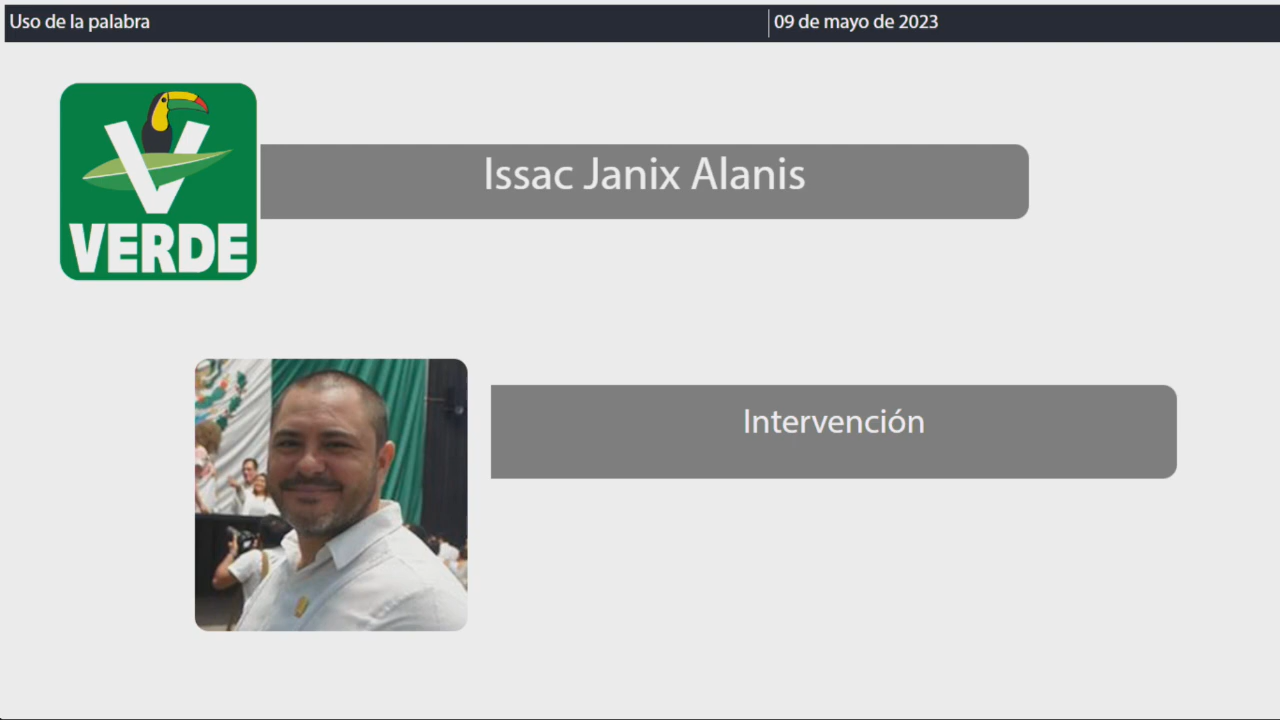 Uso de la palabra
09 de mayo de 2023
VERDE
Issac Janix Alanis
Intervención